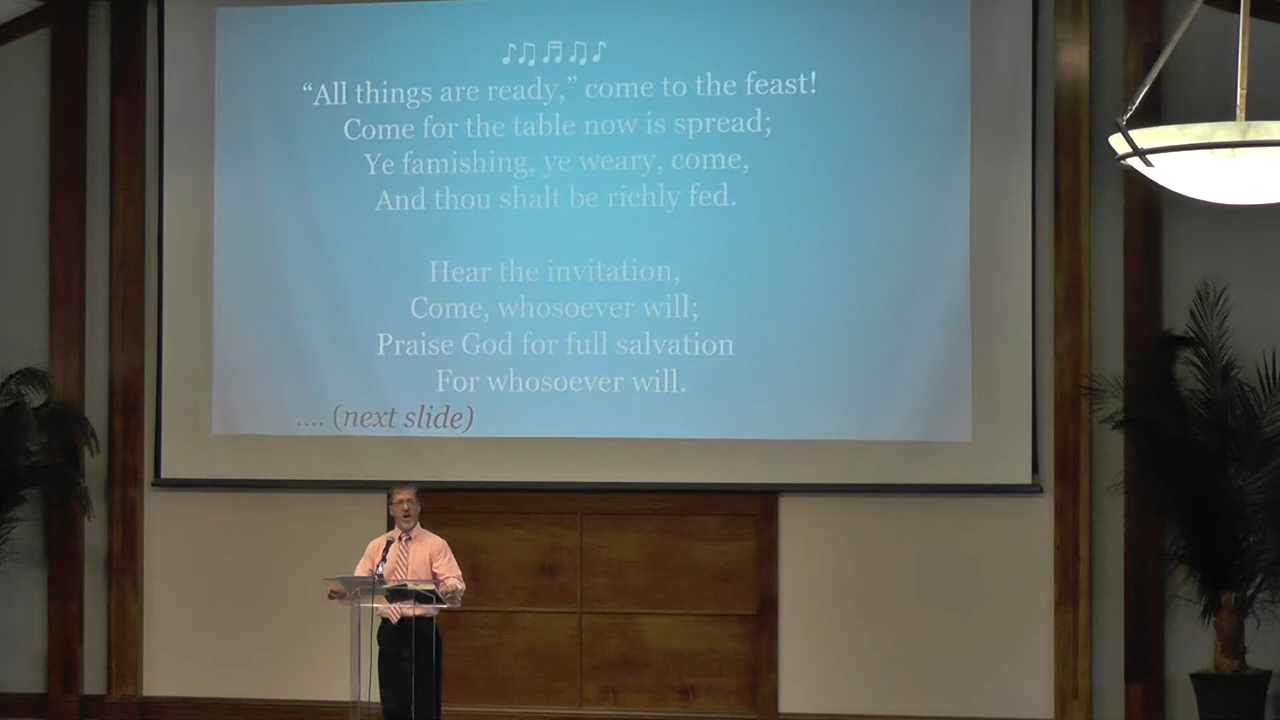 ♪♫♬♫♪
“All things are ready,” come to the feast!
Come for the table now is spread;
Ye famishing, ye weary, come,
And thou shalt be richly fed.
Hear the invitation,
Come, whosoever will;
Praise God for full salvation
For whosoever will.
.... (next slide)